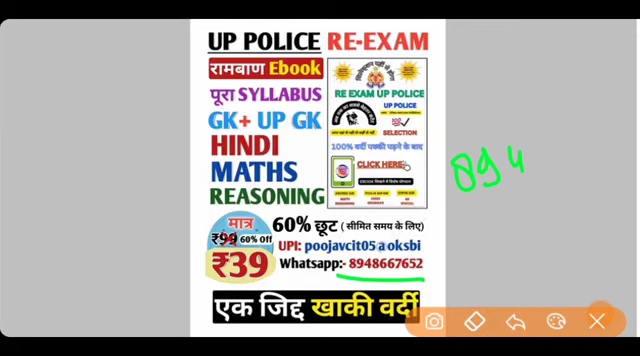 UP POLICE RE-EXAM
रामबाण Ebook
पूरा SYLLABUS
GK+ UP GK
HINDI
MATHS
REASONING
RE EXAM UP POLICE
UP POLICE
SELECTION
100% वर्दी पक्की पढ़ने के बाद
CLICK HERE
894
मात्र
₹99 60% Off
₹39
60% छूट ( सीमित समय के लिए)
UPI: poojavcit05@oksbi
Whatsapp:- 8948667652
एक जिद्द खाकी वर्दी